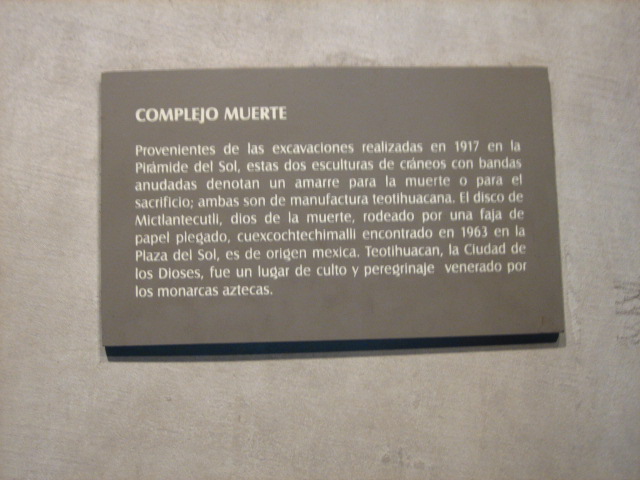 COMPLEJO MUERTE
Provenientes de las excavaciones realizadas en 1917 en la
Pirámide del Sol, estas dos esculturas de cráneos con bandas
anudadas denotan un amarre para la muerte o para el
sacrificio; ambas son de manufactura teotihuacana. El disco de
Mictlantecutli, dios de la muerte, rodeado por una faja de
papel plegado, cuexcochtechimalli encontrado en 1963 en la
Plaza del Sol, es de origen mexica. Teotihuacan, la Ciudad de
los Dioses, fue un lugar de culto y peregrinaje venerado por
los monarcas aztecas.